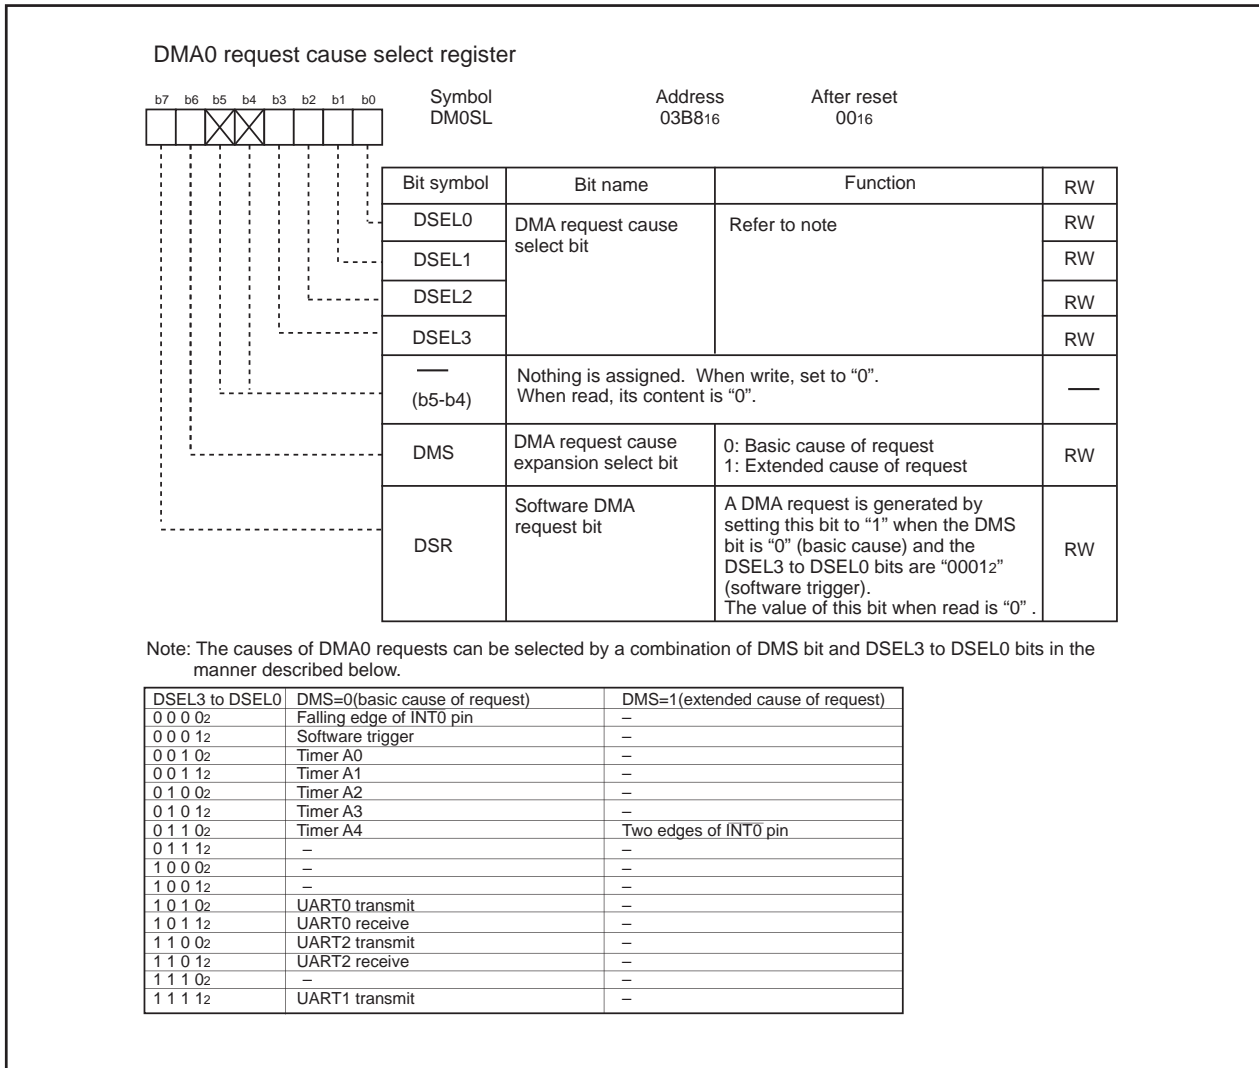 DMA0 request cause select register
b7 b6 b5 b4 b3 b2 b1 b0
Symbol Address After reset
DM0SL 03B816 0016
Bit symbol Bit name Function RW
DSEL0 DMA request cause select bit Refer to note RW
DSEL1 RW
DSEL2 RW
DSEL3 RW
— (b5-b4) Nothing is assigned. When write, set to “0”. —
When read, its content is “0”.
DMS DMA request cause expansion select bit 0: Basic cause of request RW
1: Extended cause of request
DSR Software DMA request bit A DMA request is generated by RW
setting this bit to “1” when the DMS
bit is “0” (basic cause) and the
DSEL3 to DSEL0 bits are “00012”
(software trigger).
The value of this bit when read is “0” .
Note: The causes of DMA0 requests can be selected by a combination of DMS bit and DSEL3 to DSEL0 bits in the
manner described below.
DSEL3 to DSEL0 DMS=0(basic cause of request) DMS=1(extended cause of request)
0 0 0 02 Falling edge of INT0 pin –
0 0 0 12 Software trigger –
0 0 1 02 Timer A0 –
0 0 1 12 Timer A1 –
0 1 0 02 Timer A2 –
0 1 0 12 Timer A3 –
0 1 1 02 Timer A4 Two edges of INT0 pin
0 1 1 12 – –
1 0 0 02 – –
1 0 0 12 – –
1 0 1 02 UART0 transmit –
1 0 1 12 UART0 receive –
1 1 0 02 UART2 transmit –
1 1 0 12 UART2 receive –
1 1 1 02 – –
1 1 1 12 UART1 transmit –